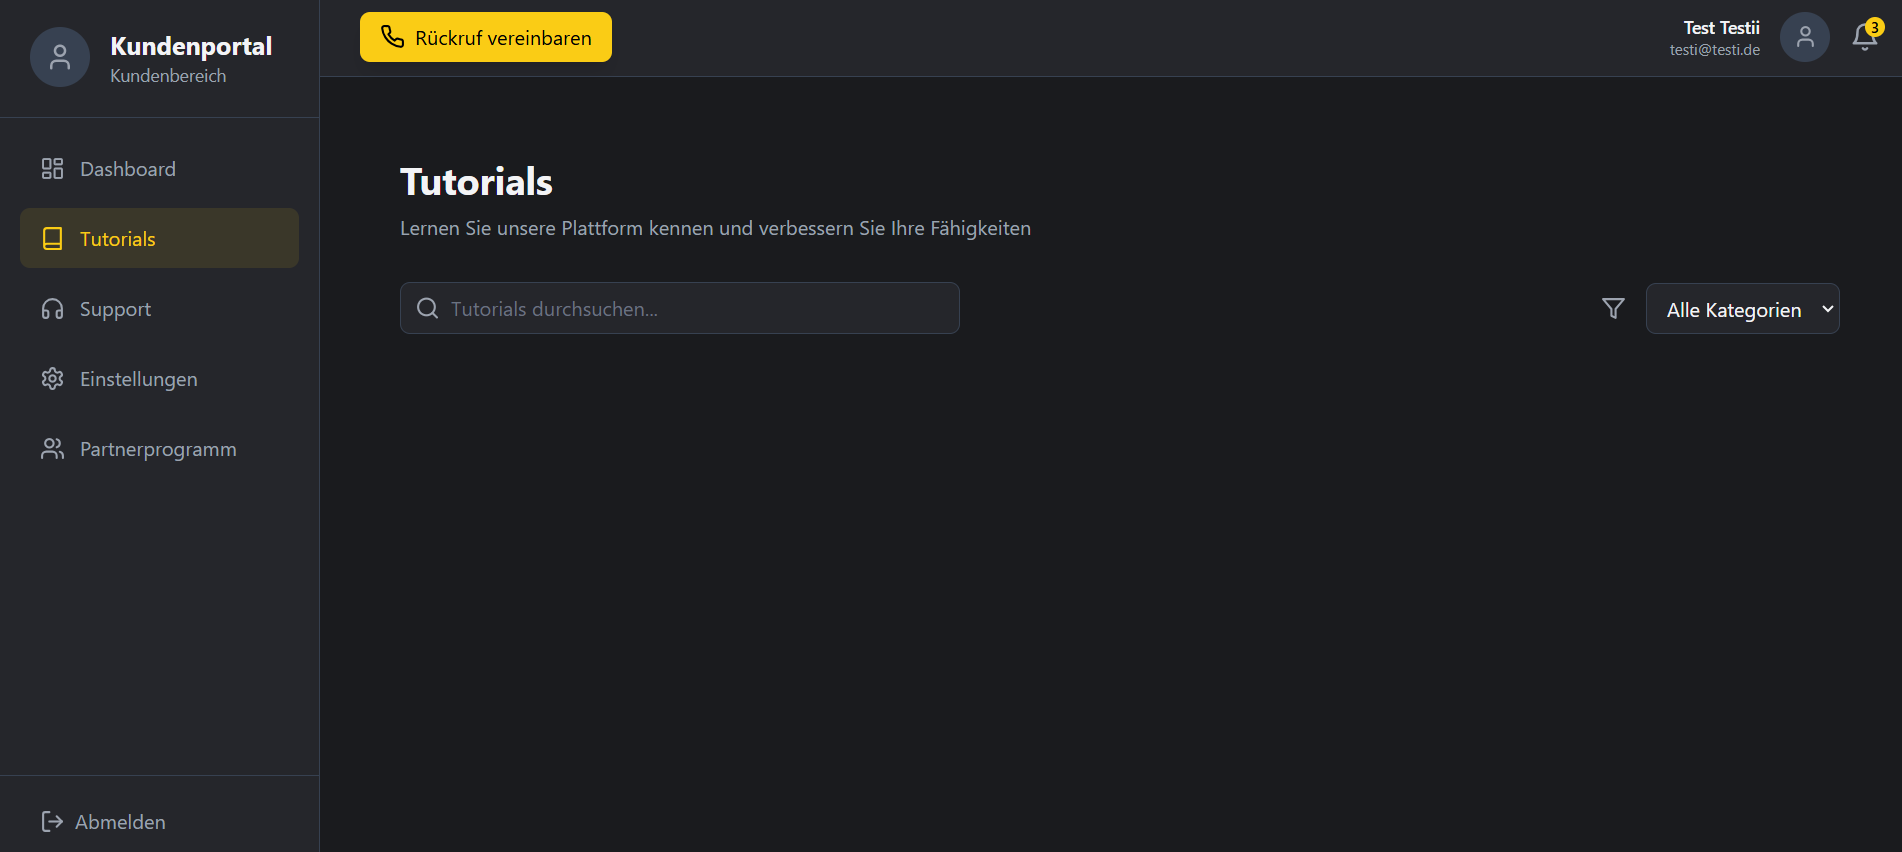 Kundenportal
Kundenbereich
Dashboard
Tutorials
Support
Einstellungen
Partnerprogramm
Abmelden
Rückruf vereinbaren
Test Testii
testi@testi.de
3
Tutorials
Lernen Sie unsere Plattform kennen und verbessern Sie Ihre Fähigkeiten
Tutorials durchsuchen...
Alle Kategorien